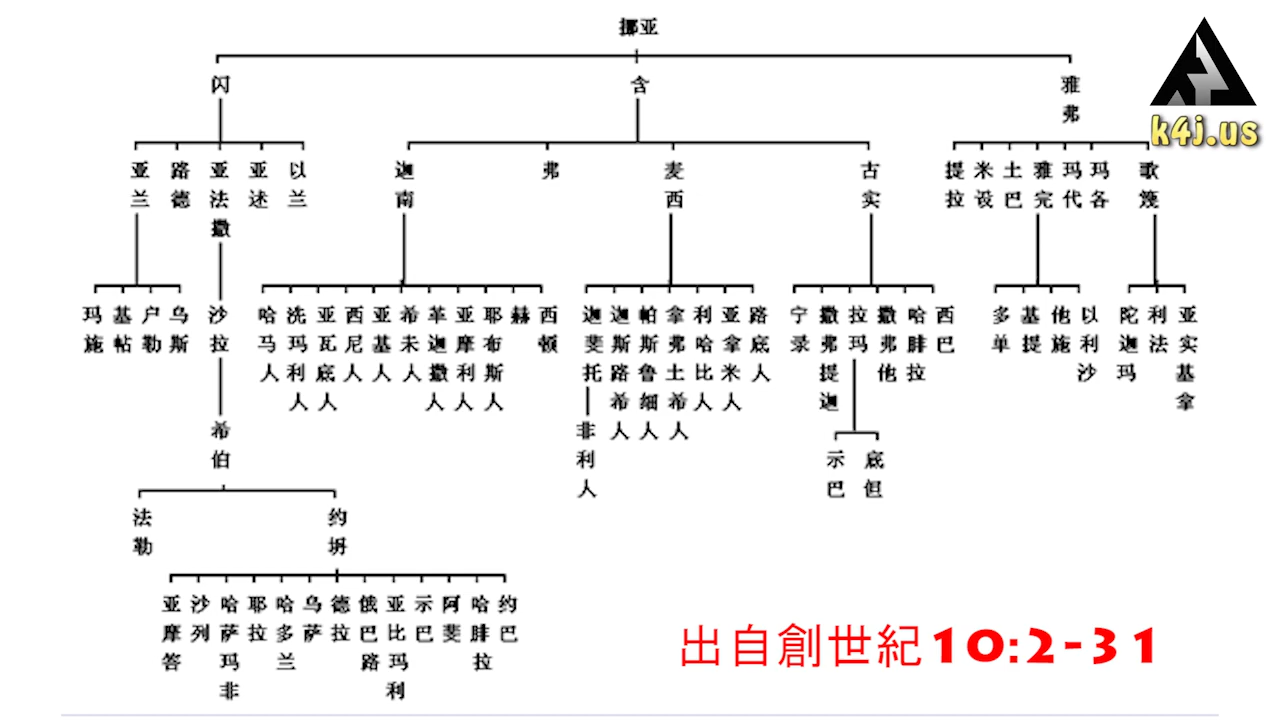 挪亚
闪
含
雅弗
亚兰
路德
亚法撒
亚述
以兰
迦南
弗
麦西
古实
提拉
米设
土巴
雅完
玛代
玛各
歌篾
玛施
基帖
户勒
乌斯
沙拉
哈马人
洗玛利人
亚瓦底人
西尼人
亚基人
希未人
革迦撒人
亚摩利人
耶布斯人
赫
西顿
迦斐托
迦斯路希人
帕斯鲁细人
拿弗土希人
利哈比人
亚拿米人
路底人
宁录
撒弗提迦
拉玛
撒弗他
哈腓拉
西巴
多单
基提
他施
以利沙
陀迦玛
利法
亚实基拿
希伯
非利人
示巴
底但
法勒
约坍
亚摩答
沙列
哈萨玛非
耶拉
哈多兰
乌萨
德拉
俄巴路
亚比玛利
示巴
阿斐
哈腓拉
约巴
出自創世紀10:2-31
k4j.us